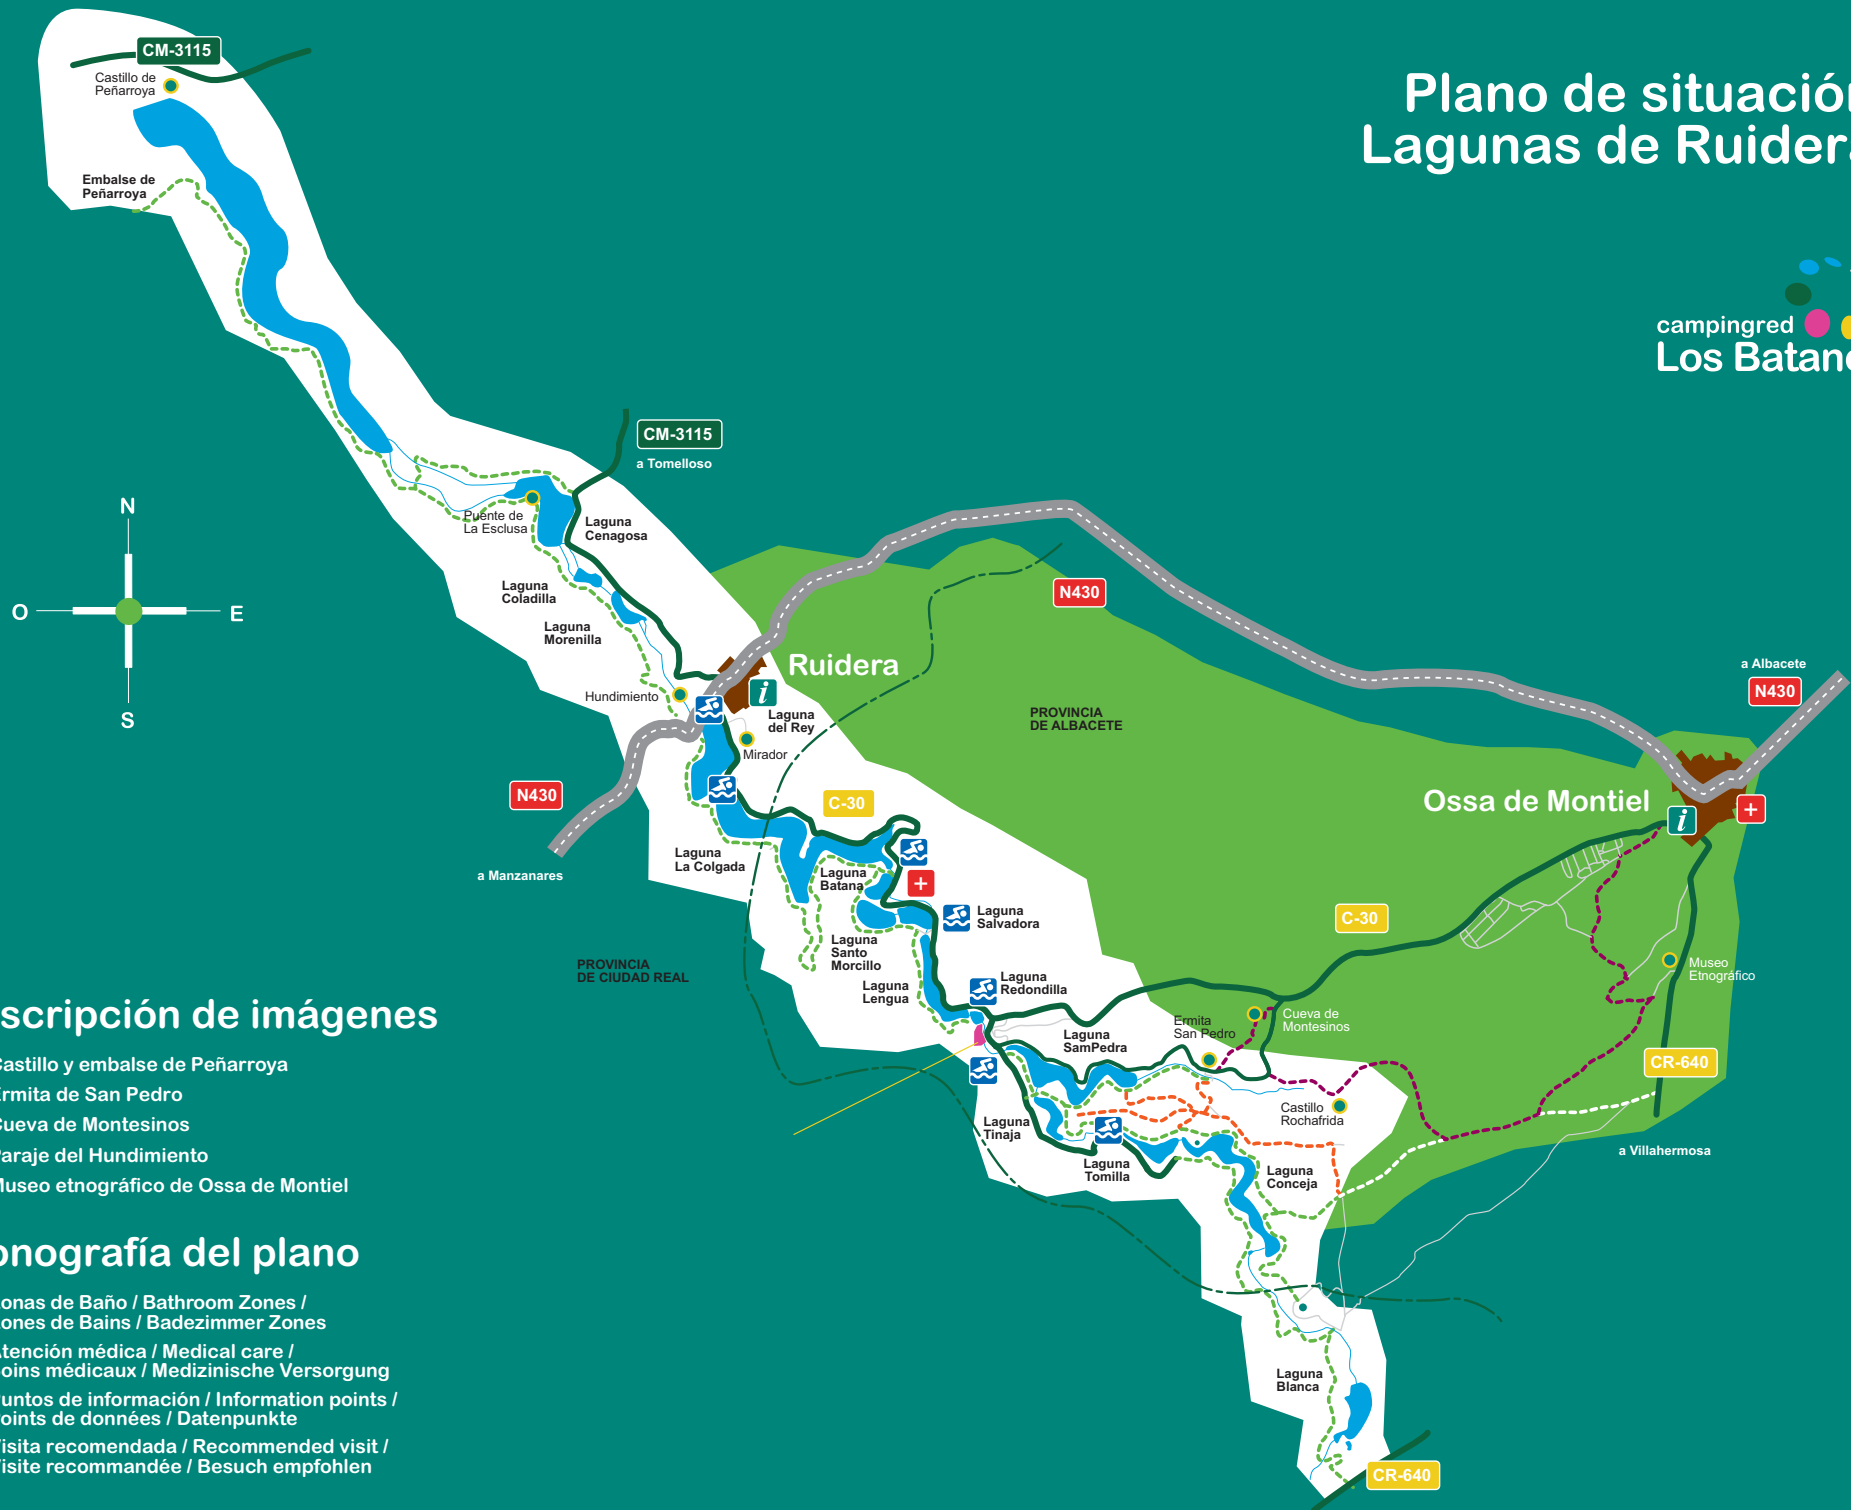 Plano de situación
Lagunas de Ruidera
campingred
Los Batan
CM-3115
Castillo de
Peñarroya
Embalse de
Peñarroya
CM-3115
a Tomelloso
Puente de
La Esclusa
Laguna
Cenagosa
Laguna
Coladilla
Laguna
Morenilla
Hundimiento
N
O
E
S
Ruidera
i
Laguna
del Rey
Mirador
N430
N430
a Albacete
N430
PROVINCIA
DE ALBACETE
Ossa de Montiel
i
C-30
a Manzanares
Laguna
La Colgada
Laguna
Batana
Laguna
Salvadora
C-30
Laguna
Santo
Morcillo
PROVINCIA
DE CIUDAD REAL
Laguna
Lengua
Laguna
Redondilla
Museo
Etnográfico
Ermita
San Pedro
Cueva de
Montesinos
Laguna
SamPedra
CR-640
Castillo
Rochafrida
Laguna
Tinaja
a Villahermosa
Laguna
Tomilla
Laguna
Conceja
Laguna
Blanca
CR-640
scripción de imágenes
Castillo y embalse de Peñarroya
Ermita de San Pedro
Cueva de Montesinos
Paraje del Hundimiento
Museo etnográfico de Ossa de Montiel
onografía del plano
onas de Baño / Bathroom Zones /
ones de Bains / Badezimmer Zones
Atención médica / Medical care /
oins médicaux / Medizinische Versorgung
untos de información / Information points /
oints de données / Datenpunkte
isita recomendada / Recommended visit /
isite recommandée / Besuch empfohlen